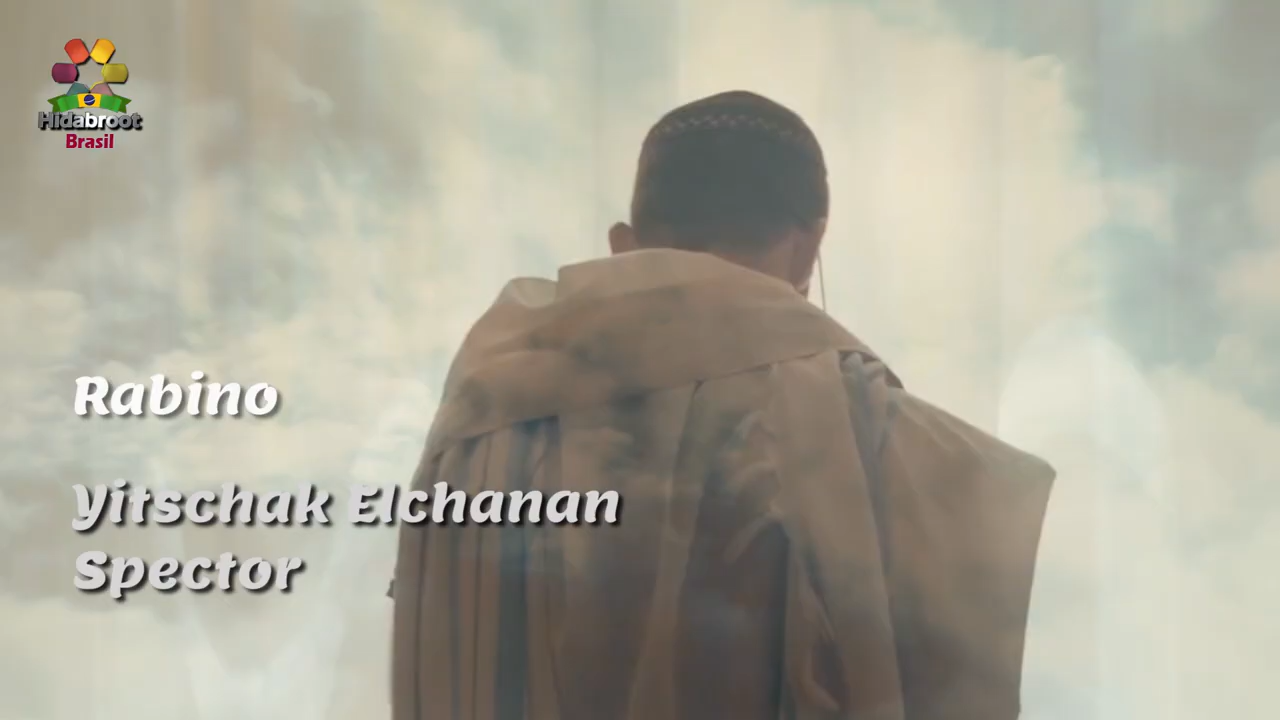 Hidabroot
Brasil
Rabino
Yitschak Elchanan
Spector